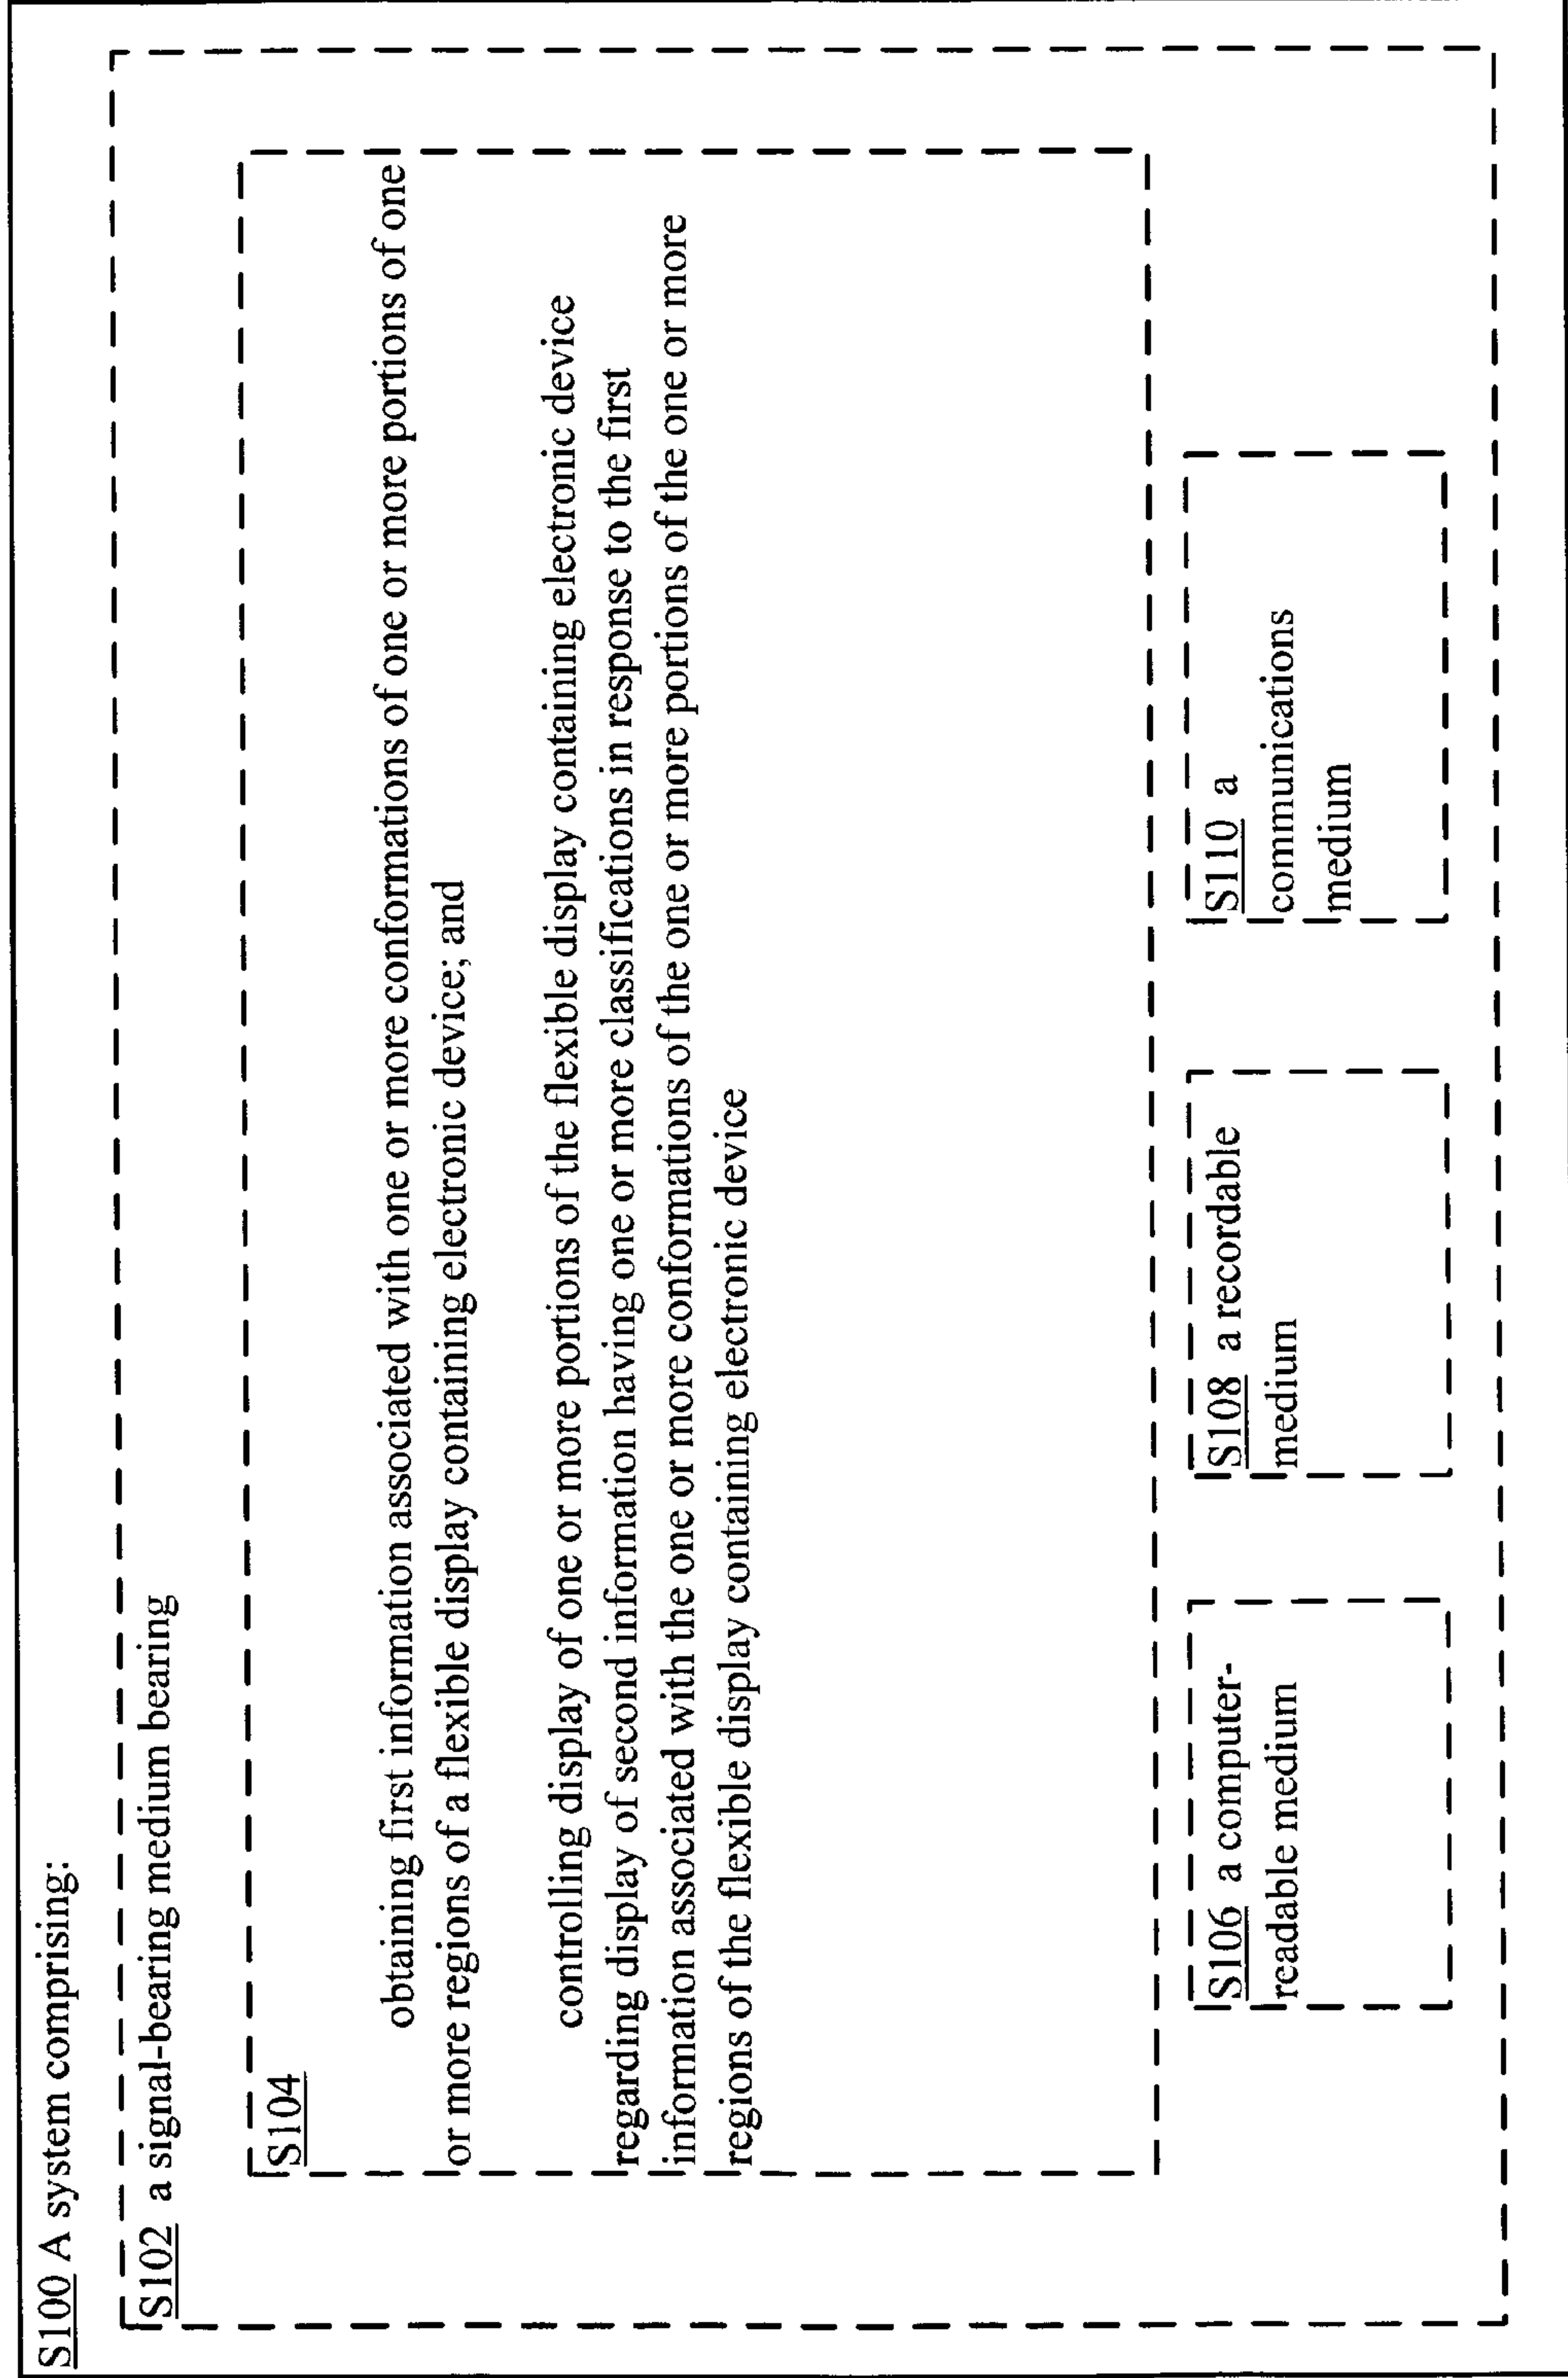 S100 A system comprising:
S102 a signal-bearing medium bearing
S104
obtaining first information associated with one or more conformations of one or more portions of one
or more regions of a flexible display containing electronic device; and
controlling display of one or more portions of the flexible display containing electronic device
regarding display of second information having one or more classifications in response to the first
information associated with the one or more conformations of the one or more portions of the one or more
regions of the flexible display containing electronic device
S106 a computer-
readable medium
S108 a recordable
medium
S110 a
communications
medium